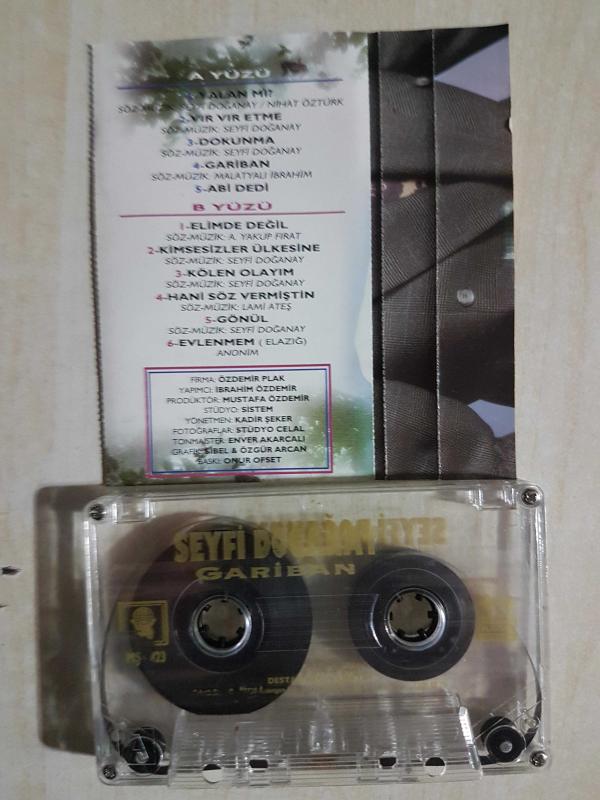 A YÜZÜ
YALAN MI?
DOĞANAY / NİHAT ÖZTÜRK
2-VIR VIR ETME
SÖZ-MÜZİK: SEYFİ DOĞANAY
3-DOKUNMA
SÖZ-MÜZİK: SEYFİ DOĞANAY
4-GARİBAN
SÖZ-MÜZİK: MALATYALI İBRAHİM
5-ABİ DEDİ
B YÜZÜ
1-ELİMDE DEĞİL
SÖZ-MÜZİK: A. YAKUP FIRAT
2-KİMSESİZLER ÜLKESİNE
SÖZ-MÜZİK: SEYFİ DOĞANAY
3-KÖLEN OLAYIM
SÖZ-MÜZİK: SEYFİ DOĞANAY
4-HANİ SÖZ VERMİŞTİN
SÖZ-MÜZİK: LAMİ ATEŞ
5-GÖNÜL
SÖZ-MÜZİK: SEYFİ DOĞANAY
6-EVLENMEM ( ELAZIĞ)
ANONİM
FİRMA: ÖZDEMİR PLAK
YAPIMCI: İBRAHİM ÖZDEMİR
PRODÜKTÖR: MUSTAFA ÖZDEMİR
STÜDYO: SİSTEM
YÖNETMEN: KADİR ŞEKER
FOTOĞRAFLAR: STÜDYO CELAL
TONMAISTER: ENVER AKARCALI
GRAFİK: SİBEL & ÖZGÜR ARCAN
BASKI: ONUR OFSET
SEYFİ DOĞANAY
GARİBAN
423
A